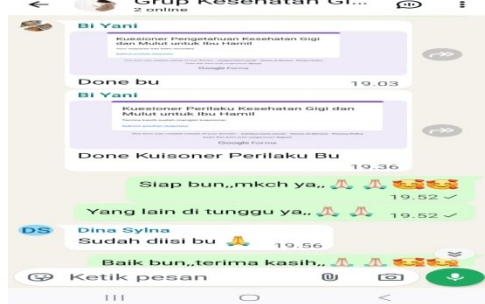 Grup Kesehatan Gi...
2 online
Bi Yani
Kuesioner Pengetahuan Kesehatan Gigi
dan Mulut untuk Ibu Hamil
Google Forms
Done bu
19.03
Bi Yani
Kuesioner Perilaku Kesehatan Gigi dan
Mulut untuk Ibu Hamil
Google Forms
Done Kuisoner Perilaku Bu
19.36
Siap bun,,mkch ya,, 🙏 🙏 🥰🥰
19.52
Yang lain di tunggu ya,, 🙏 🙏 19.52
DS
Dina Sylna
Sudah diisi bu 🙏 19.56
Baik bun,,terima kasih,, 🙏 🙏 🥰🥰
Ketik pesan